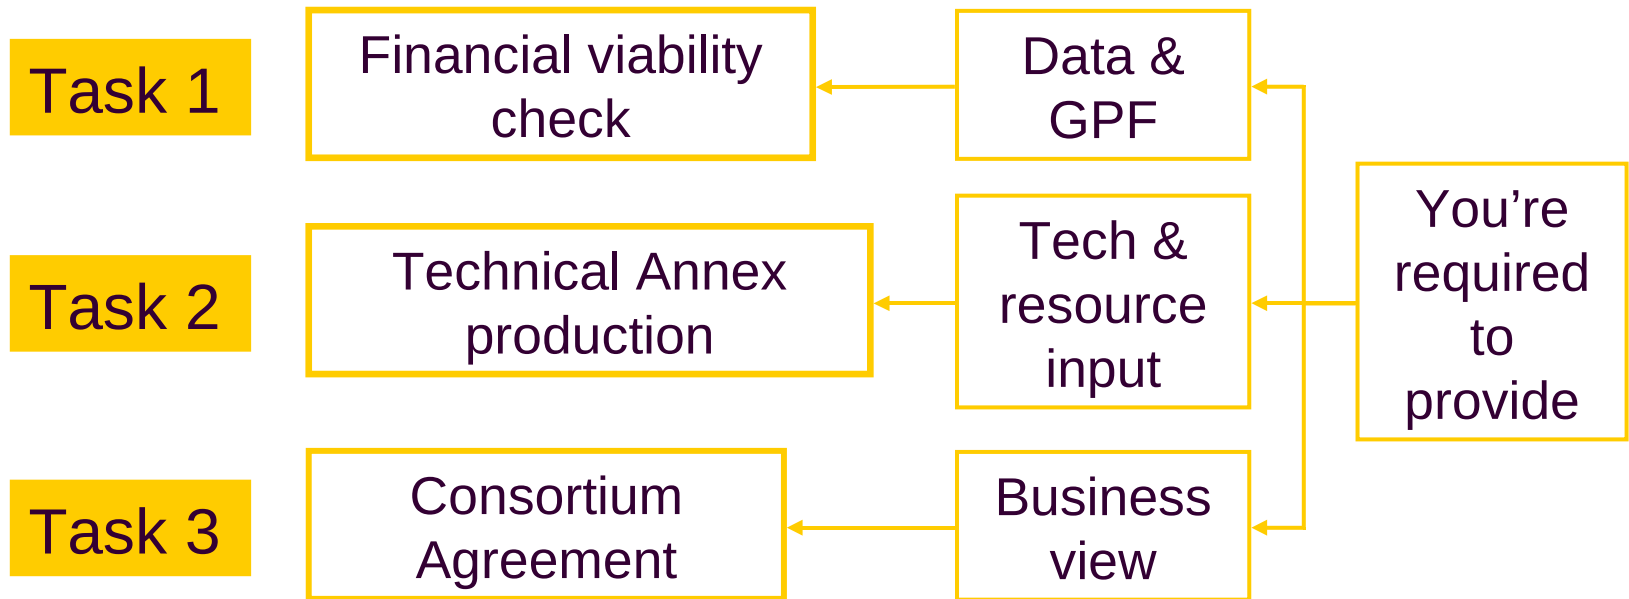 Task 1
Financial viability
check
Data &
GPF
Task 2
Technical Annex
production
Tech &
resource
input
You’re
required
to
provide
Task 3
Consortium
Agreement
Business
view